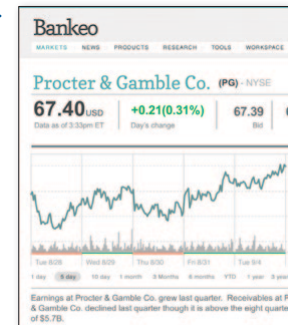 Bankeo
MARKETS NEWS PRODUCTS RESEARCH TOOLS WORKSPACE
Procter & Gamble Co. (PG) - NYSE
67.40 USD +0.21(0.31%) 67.39
Data as of 3:33pm ET Day's change Bid
Tue 8/28 Wed 8/29 Thu 8/30 Fri 8/31 Tue 9/4
1 day 5 day 10 day 1 month 3 Months 6 months YTD 1 year 3 year
Earnings at Procter & Gamble Co. grew last quarter. Receivables at P
& Gamble Co. declined last quarter though it is above the eight quarte
of $5.7B.